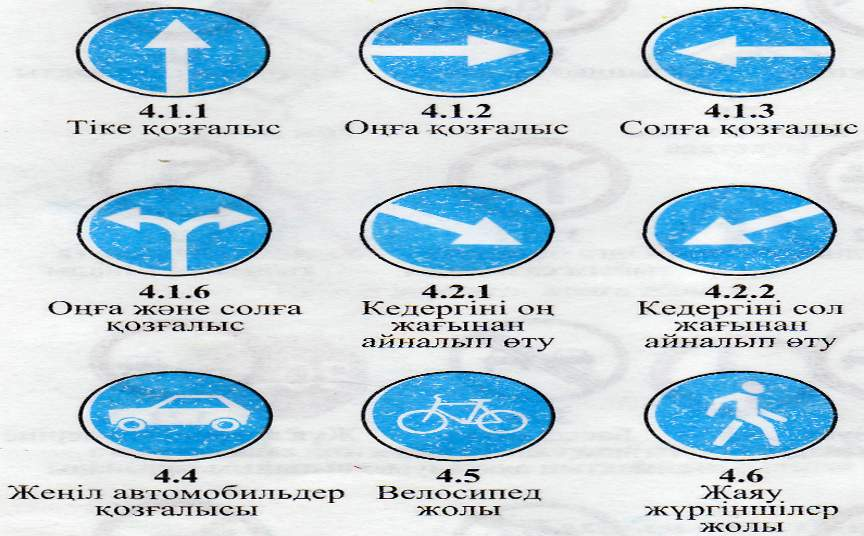 4.1.1
Тіке қозғалыс
4.1.2
Оңға қозғалыс
4.1.3
Солға қозғалыс
4.1.6
Оңға және солға
қозғалыс
4.2.1
Кедергіні оң
жағынан
айналып өту
4.2.2
Кедергіні сол
жағынан
айналып өту
4.4
Жеңіл автомобильдер
қозғалысы
4.5
Велосипед
жолы
4.6
Жаяу
жүргіншілер
жолы